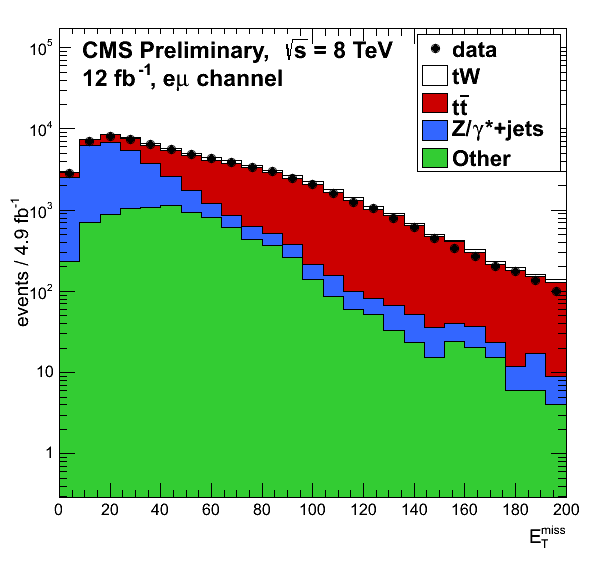 CMS Preliminary, √s = 8 TeV
12 fb⁻¹, eμ channel
data
tW
tt̄
Z/γ*+jets
Other
events / 4.9 fb⁻¹
10⁵
10⁴
10³
10²
10
1
0 20 40 60 80 100 120 140 160 180 200
E_T^miss